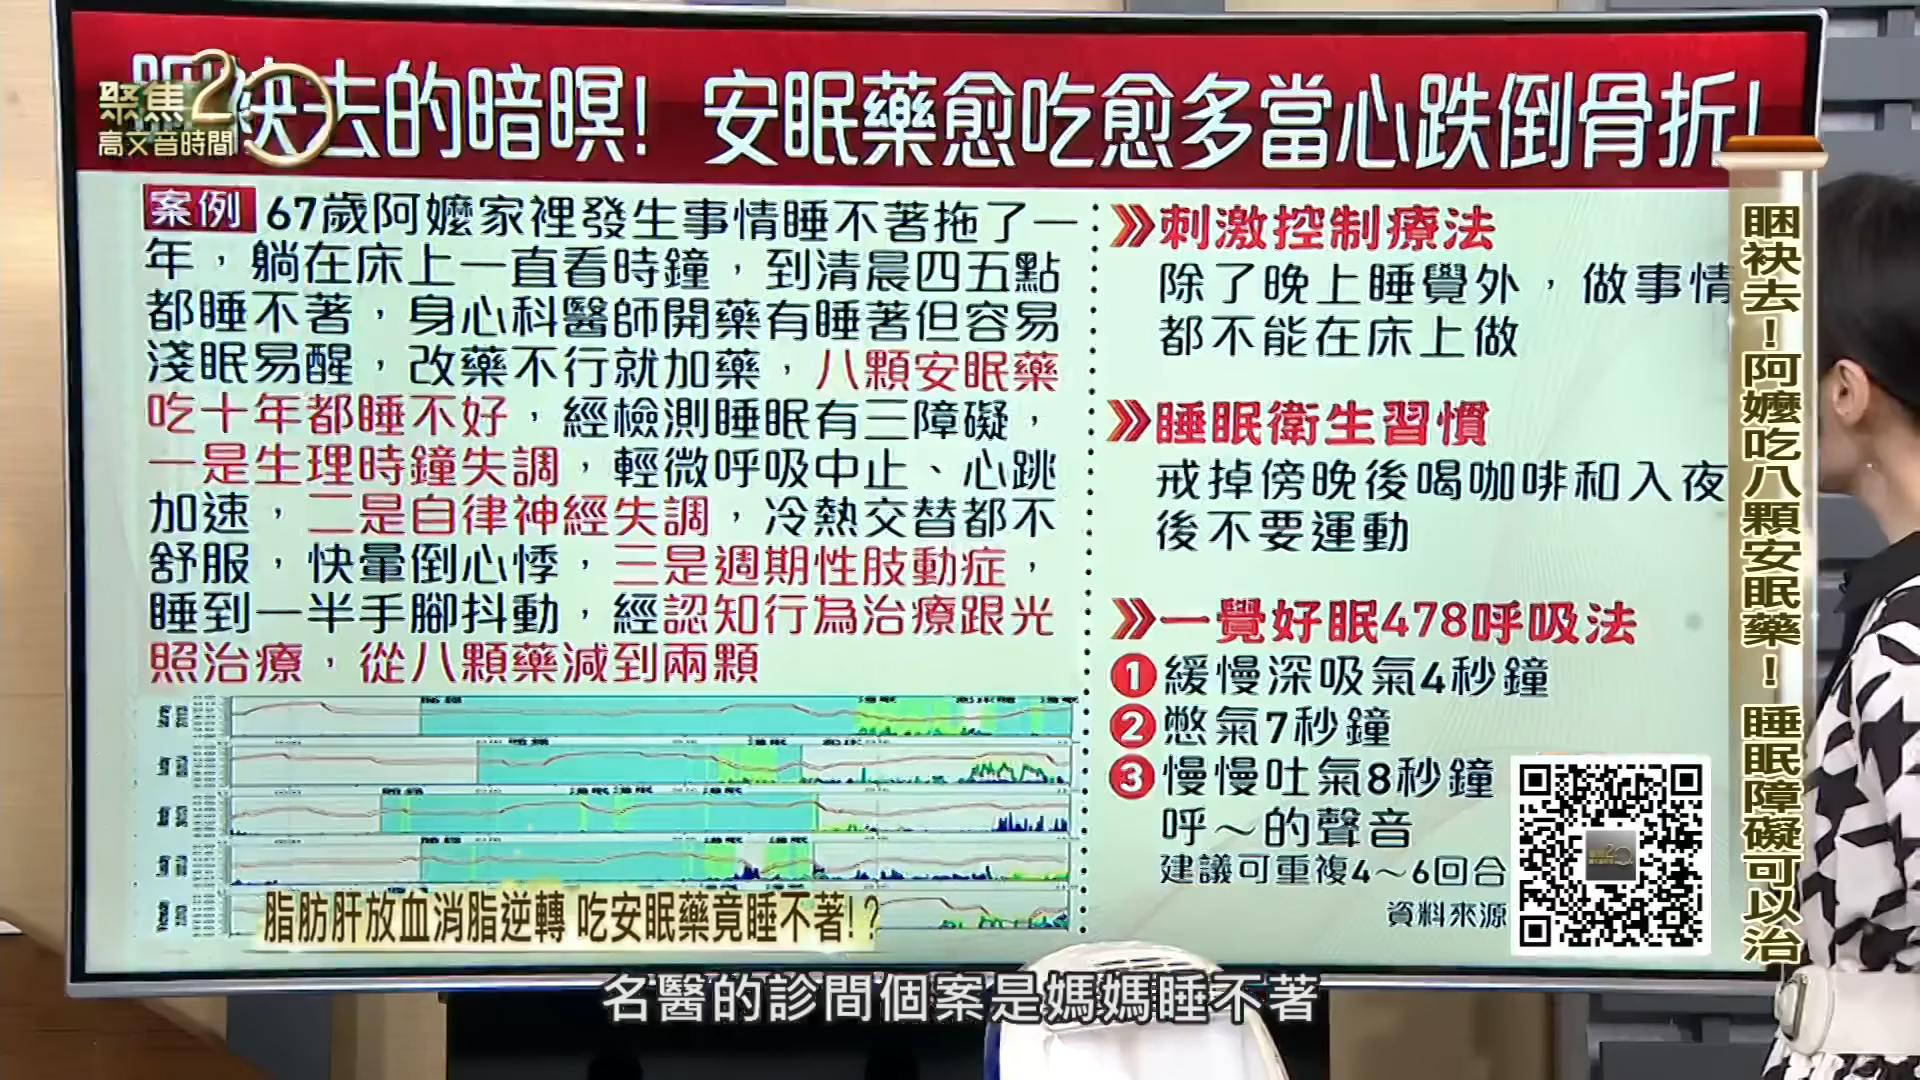 聚焦2.0
高文音時間
袂去的暗暝! 安眠藥愈吃愈多當心跌倒骨折!
案例 67歲阿嬤家裡發生事情睡不著拖了一
年，躺在床上一直看時鐘，到清晨四五點
都睡不著，身心科醫師開藥有睡著但容易
淺眠易醒，改藥不行就加藥，八顆安眠藥
吃十年都睡不好，經檢測睡眠有三障礙，
一是生理時鐘失調，輕微呼吸中止、心跳
加速，二是自律神經失調，冷熱交替都不
舒服，快暈倒心悸，三是週期性肢動症，
睡到一半手腳抖動，經認知行為治療跟光
照治療，從八顆藥減到兩顆
刺激控制療法
除了晚上睡覺外，做事情
都不能在床上做
睡眠衛生習慣
戒掉傍晚後喝咖啡和入夜
後不要運動
一覺好眠478呼吸法
1緩慢深吸氣4秒鐘
2憋氣7秒鐘
3慢慢吐氣8秒鐘
呼～的聲音
建議可重複4～6回合
資料來源
睏袂去!阿嬤吃八顆安眠藥! 睡眠障礙可以治
脂肪肝放血消脂逆轉 吃安眠藥竟睡不著!?
名醫的診間個案是媽媽睡不著